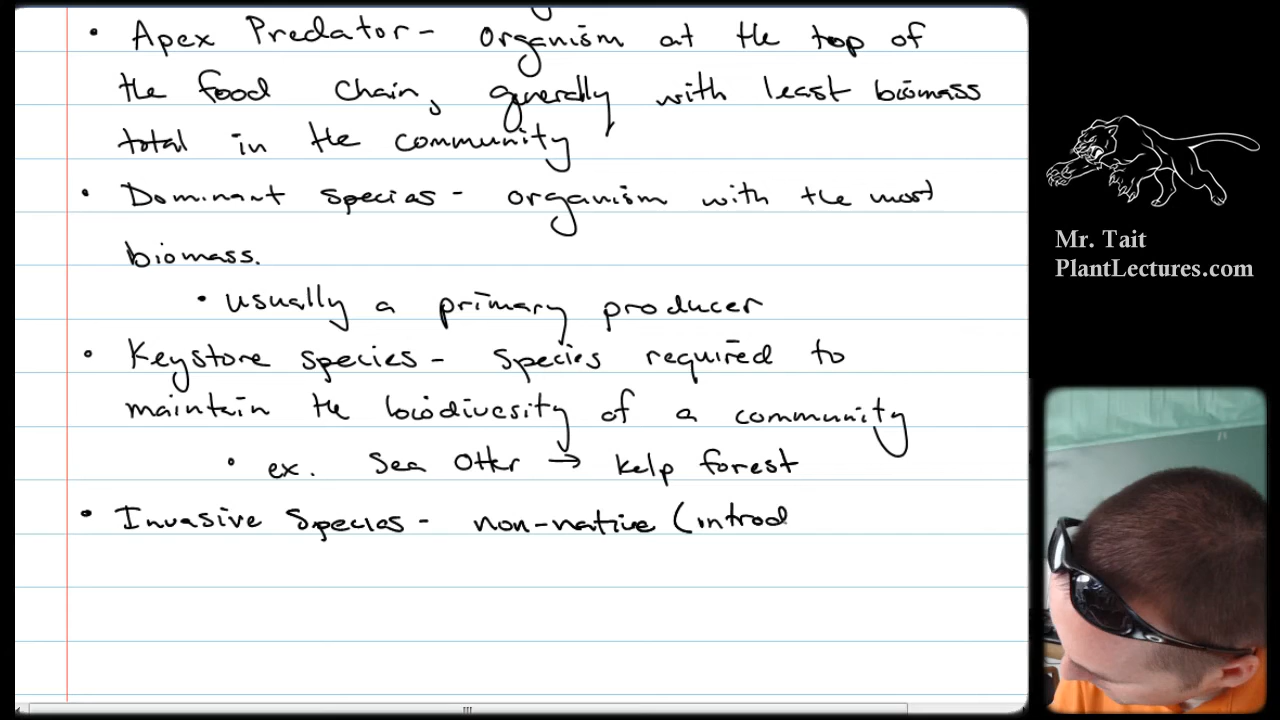 • Apex Predator - organism at the top of
the food chain, generally with least biomass
total in the community
• Dominant species - organism with the most
biomass.
• usually a primary producer
• Keystone species - species required to
maintain the biodiversity of a community
• ex. Sea Otter → kelp forest
• Invasive Species - non-native (introd
Mr. Tait
PlantLectures.com